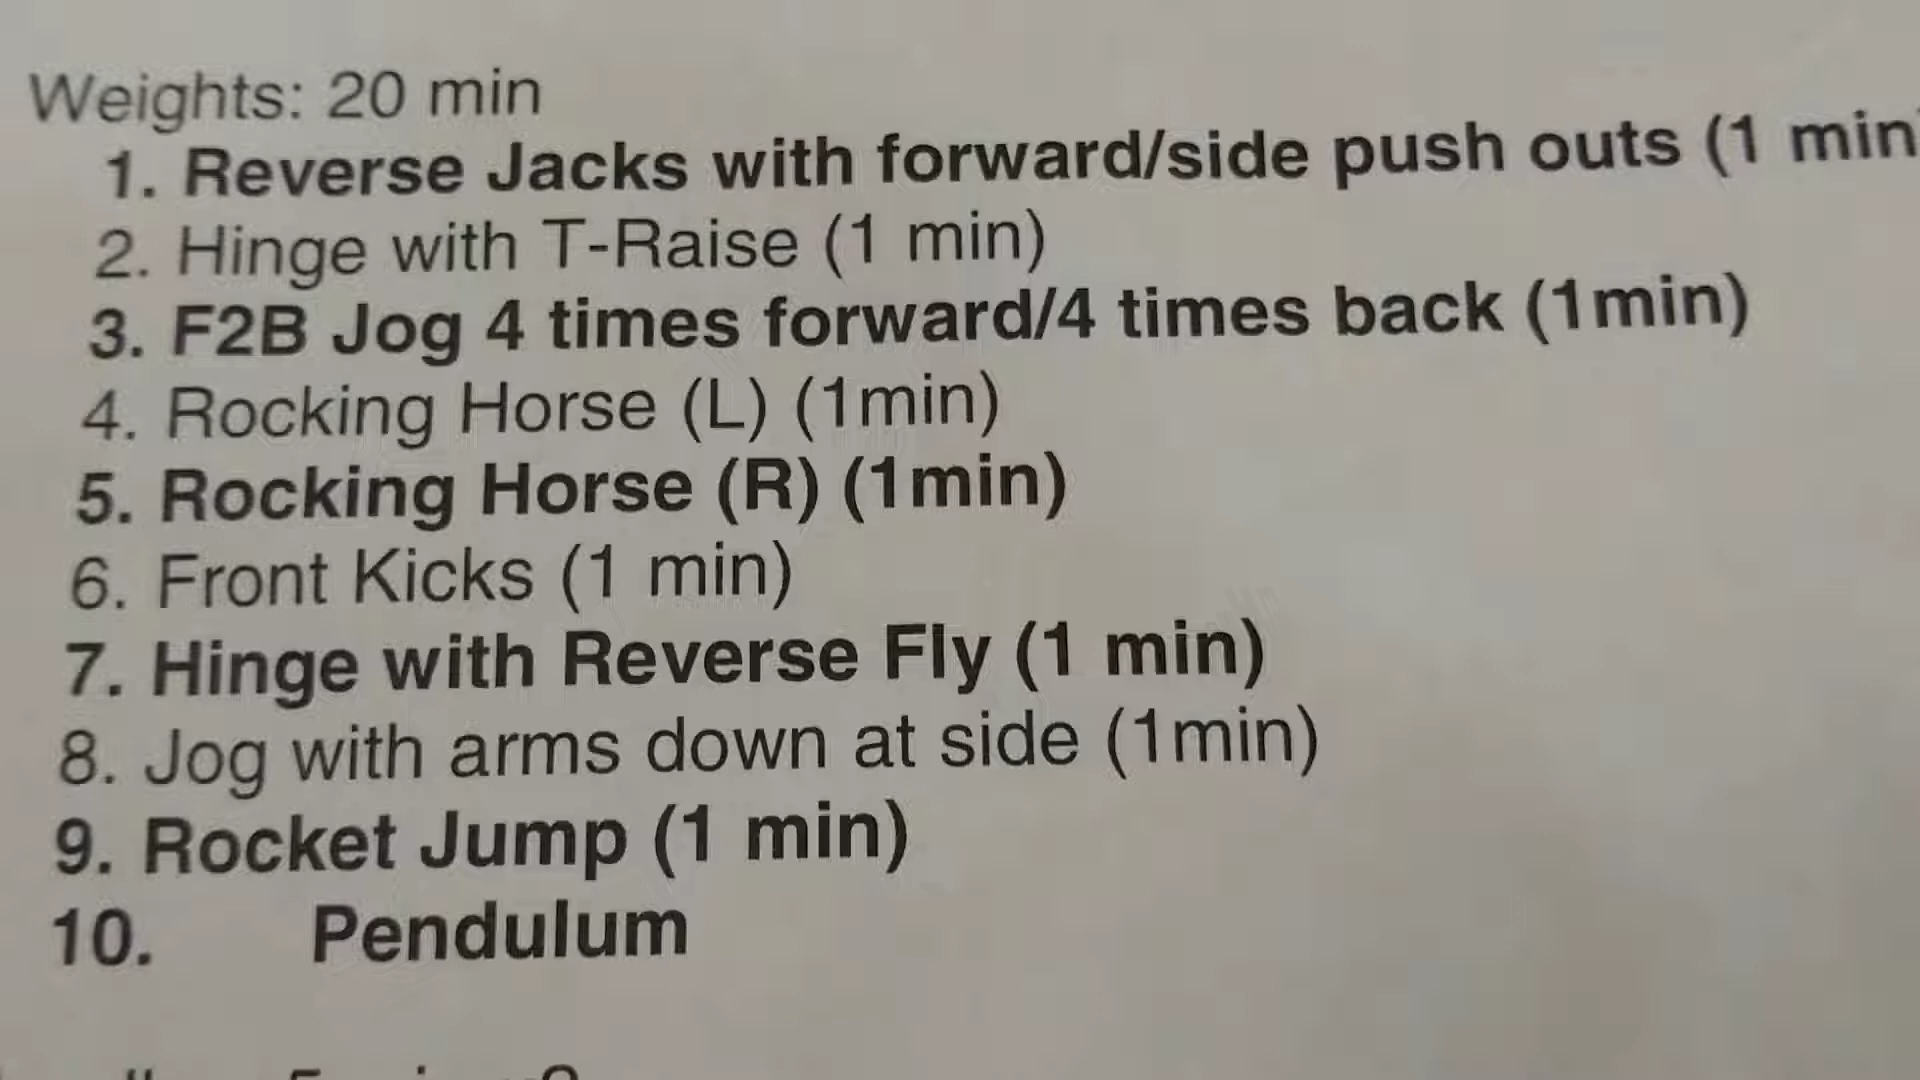 Weights: 20 min
1. Reverse Jacks with forward/side push outs (1 min
2. Hinge with T-Raise (1 min)
3. F2B Jog 4 times forward/4 times back (1min)
4. Rocking Horse (L) (1min)
5. Rocking Horse (R) (1min)
6. Front Kicks (1 min)
7. Hinge with Reverse Fly (1 min)
8. Jog with arms down at side (1min)
9. Rocket Jump (1 min)
10. Pendulum